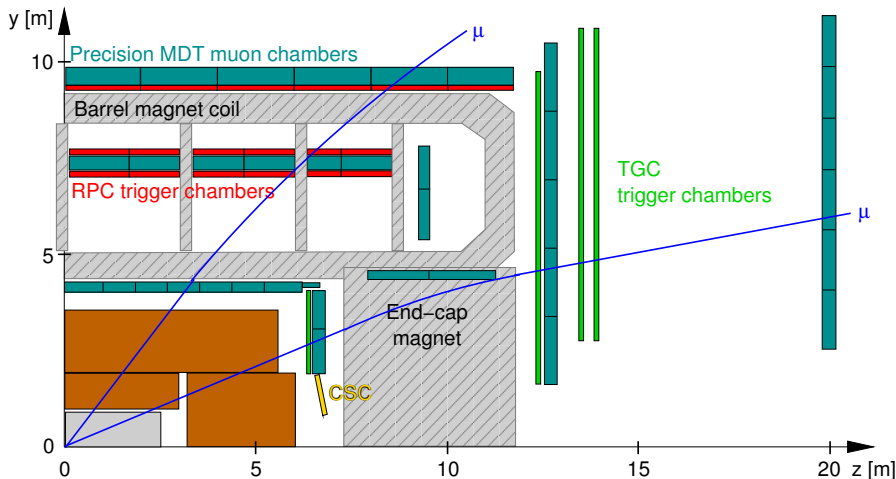 y [m]
μ
Precision MDT muon chambers
10
Barrel magnet coil
TGC
trigger chambers
RPC trigger chambers
μ
5
End−cap
magnet
CSC
0
0
5
10
15
20
z [m]